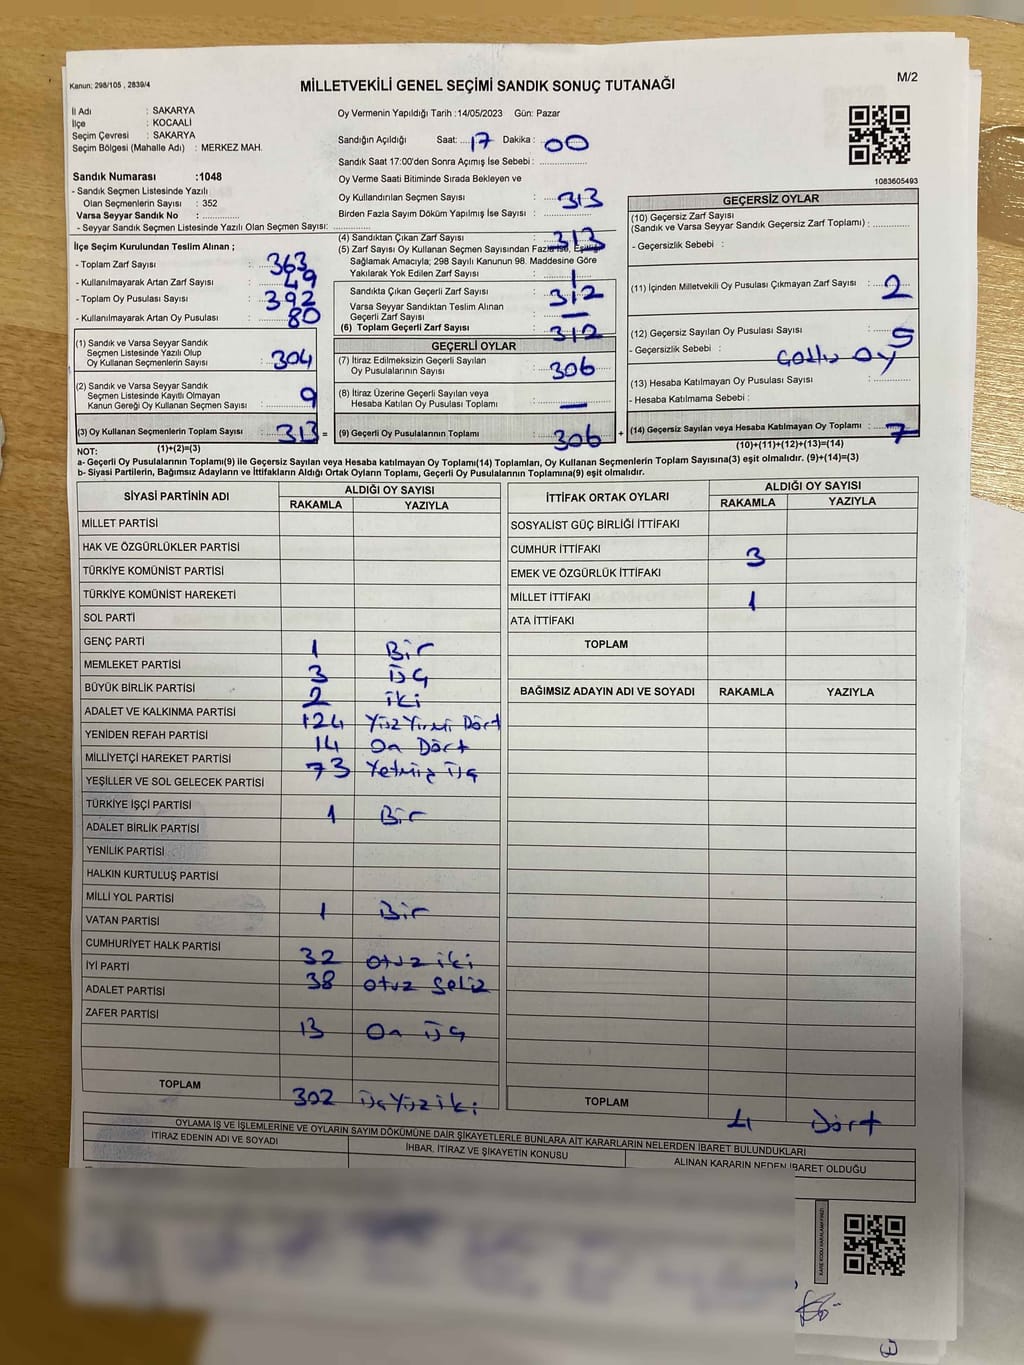 Kanun: 298/105 , 2839/4
MİLLETVEKİLİ GENEL SEÇİMİ SANDIK SONUÇ TUTANAĞI
M/2
İl Adı : SAKARYA
İlçe : KOCAALİ
Seçim Çevresi : SAKARYA
Seçim Bölgesi (Mahalle Adı) : MERKEZ MAH.
Sandık Numarası :1048
- Sandık Seçmen Listesinde Yazılı
Olan Seçmenlerin Sayısı : 352
Varsa Seyyar Sandık No :
- Seyyar Sandık Seçmen Listesinde Yazılı Olan Seçmen Sayısı:
Oy Vermenin Yapıldığı Tarih :14/05/2023 Gün: Pazar
Sandığın Açıldığı Saat: 17 Dakika : 00
Sandık Saat 17:00'den Sonra Açımış İse Sebebi :
Oy Verme Saati Bitiminde Sırada Bekleyen ve
Oy Kullandırılan Seçmen Sayısı : 313
Birden Fazla Sayım Döküm Yapılmış İse Sayısı :
1083605493
İlçe Seçim Kurulundan Teslim Alınan ;
- Toplam Zarf Sayısı : 363
- Kullanılmayarak Artan Zarf Sayısı : 49
- Toplam Oy Pusulası Sayısı : 392
- Kullanılmayarak Artan Oy Pusulası : 80
(1) Sandık ve Varsa Seyyar Sandık
Seçmen Listesinde Yazılı Olup
Oy Kullanan Seçmenlerin Sayısı : 304
(2) Sandık ve Varsa Seyyar Sandık
Seçmen Listesinde Kayıtlı Olmayan
Kanun Gereği Oy Kullanan Seçmen Sayısı : 9
(3) Oy Kullanan Seçmenlerin Toplam Sayısı : 313 =
(1)+(2)=(3)
(4) Sandıktan Çıkan Zarf Sayısı : 313
(5) Zarf Sayısı Oy Kullanan Seçmen Sayısından Fazla ise, Eşitliği
Sağlamak Amacıyla; 298 Sayılı Kanunun 98. Maddesine Göre
Yakılarak Yok Edilen Zarf Sayısı : 1
Sandıkta Çıkan Geçerli Zarf Sayısı : 312
Varsa Seyyar Sandıktan Teslim Alınan
Geçerli Zarf Sayısı : —
(6) Toplam Geçerli Zarf Sayısı : 312
GEÇERLİ OYLAR
(7) İtiraz Edilmeksizin Geçerli Sayılan
Oy Pusulalarının Sayısı : 306
(8) İtiraz Üzerine Geçerli Sayılan veya
Hesaba Katılan Oy Pusulası Toplamı : —
(9) Geçerli Oy Pusulalarının Toplamı : 306 +
GEÇERSİZ OYLAR
(10) Geçersiz Zarf Sayısı
(Sandık ve Varsa Seyyar Sandık Geçersiz Zarf Toplamı) :
- Geçersizlik Sebebi :
(11) İçinden Milletvekili Oy Pusulası Çıkmayan Zarf Sayısı : 2
(12) Geçersiz Sayılan Oy Pusulası Sayısı : 5
- Geçersizlik Sebebi : oy
(13) Hesaba Katılmayan Oy Pusulası Sayısı :
- Hesaba Katılmama Sebebi :
(14) Geçersiz Sayılan veya Hesaba Katılmayan Oy Toplamı : 7
(10)+(11)+(12)+(13)=(14)
NOT:
a- Geçerli Oy Pusulalarının Toplamı(9) ile Geçersiz Sayılan veya Hesaba katılmayan Oy Toplamı(14) Toplamları, Oy Kullanan Seçmenlerin Toplam Sayısına(3) eşit olmalıdır. (9)+(14)=(3)
b- Siyasi Partilerin, Bağımsız Adayların ve İttifakların Aldığı Ortak Oyların Toplamı, Geçerli Oy Pusulalarının Toplamına(9) eşit olmalıdır.
SİYASİ PARTİNİN ADI ALDIĞI OY SAYISI
RAKAMLA YAZIYLA
MİLLET PARTİSİ
HAK VE ÖZGÜRLÜKLER PARTİSİ
TÜRKİYE KOMÜNİST PARTİSİ
TÜRKİYE KOMÜNİST HAREKETİ
SOL PARTİ
GENÇ PARTİ 1 Bir
MEMLEKET PARTİSİ 3 üç
BÜYÜK BİRLİK PARTİSİ 2 iki
ADALET VE KALKINMA PARTİSİ 124 Yüz Yirmi Dört
YENİDEN REFAH PARTİSİ 14 On Dört
MİLLİYETÇİ HAREKET PARTİSİ 73 Yetmiş üç
YEŞİLLER VE SOL GELECEK PARTİSİ
TÜRKİYE İŞÇİ PARTİSİ 1 Bir
ADALET BİRLİK PARTİSİ
YENİLİK PARTİSİ
HALKIN KURTULUŞ PARTİSİ
MİLLİ YOL PARTİSİ 1 Bir
VATAN PARTİSİ
CUMHURİYET HALK PARTİSİ 32 otuz iki
İYİ PARTİ 38 otuz sekiz
ADALET PARTİSİ
ZAFER PARTİSİ 13 On üç
TOPLAM 302 üçYüz iki
İTTİFAK ORTAK OYLARI ALDIĞI OY SAYISI
RAKAMLA YAZIYLA
SOSYALİST GÜÇ BİRLİĞİ İTTİFAKI
CUMHUR İTTİFAKI 3
EMEK VE ÖZGÜRLÜK İTTİFAKI
MİLLET İTTİFAKI 1
ATA İTTİFAKI
TOPLAM
BAĞIMSIZ ADAYIN ADI VE SOYADI RAKAMLA YAZIYLA
TOPLAM 4 Dört
OYLAMA İŞ VE İŞLEMLERİNE VE OYLARIN SAYIM DÖKÜMÜNE DAİR ŞİKAYETLERLE BUNLARA AİT KARARLARIN NELERDEN İBARET BULUNDUKLARI
İTİRAZ EDENİN ADI VE SOYADI İHBAR, İTİRAZ VE ŞİKAYETİN KONUSU ALINAN KARARIN NEDEN İBARET OLDUĞU